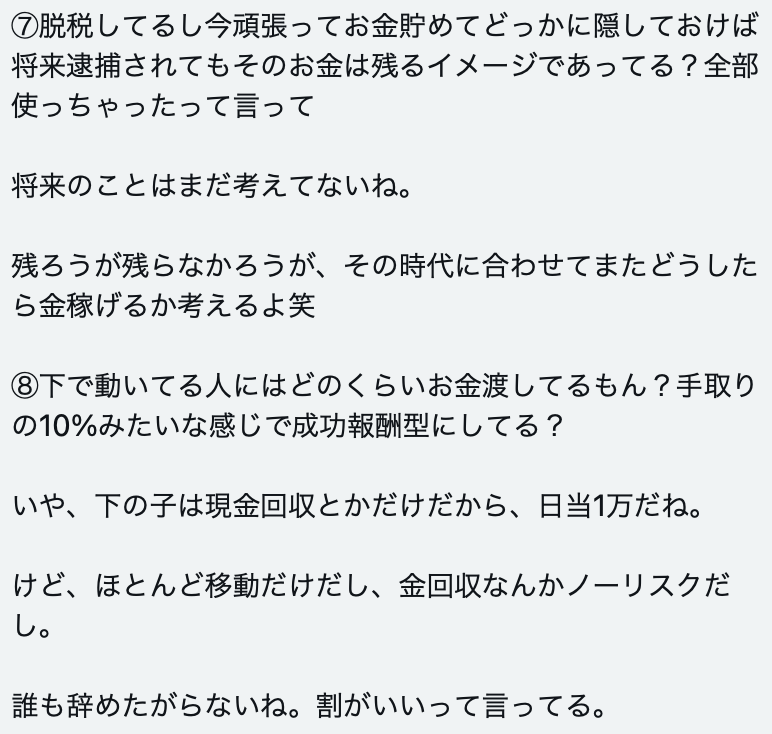 ⑦脱税してるし今頑張ってお金貯めてどっかに隠しておけば
将来逮捕されてもそのお金は残るイメージであってる？全部
使っちゃったって言って
将来のことはまだ考えてないね。
残ろうが残らなかろうが、その時代に合わせてまたどうした
ら金稼げるか考えるよ笑
⑧下で動いてる人にはどのくらいお金渡してるもん？手取り
の10%みたいな感じで成功報酬型にしてる？
いや、下の子は現金回収とかだけだから、日当1万だね。
けど、ほとんど移動だけだし、金回収なんかノーリスクだ
し。
誰も辞めたがらないね。割がいいって言ってる。